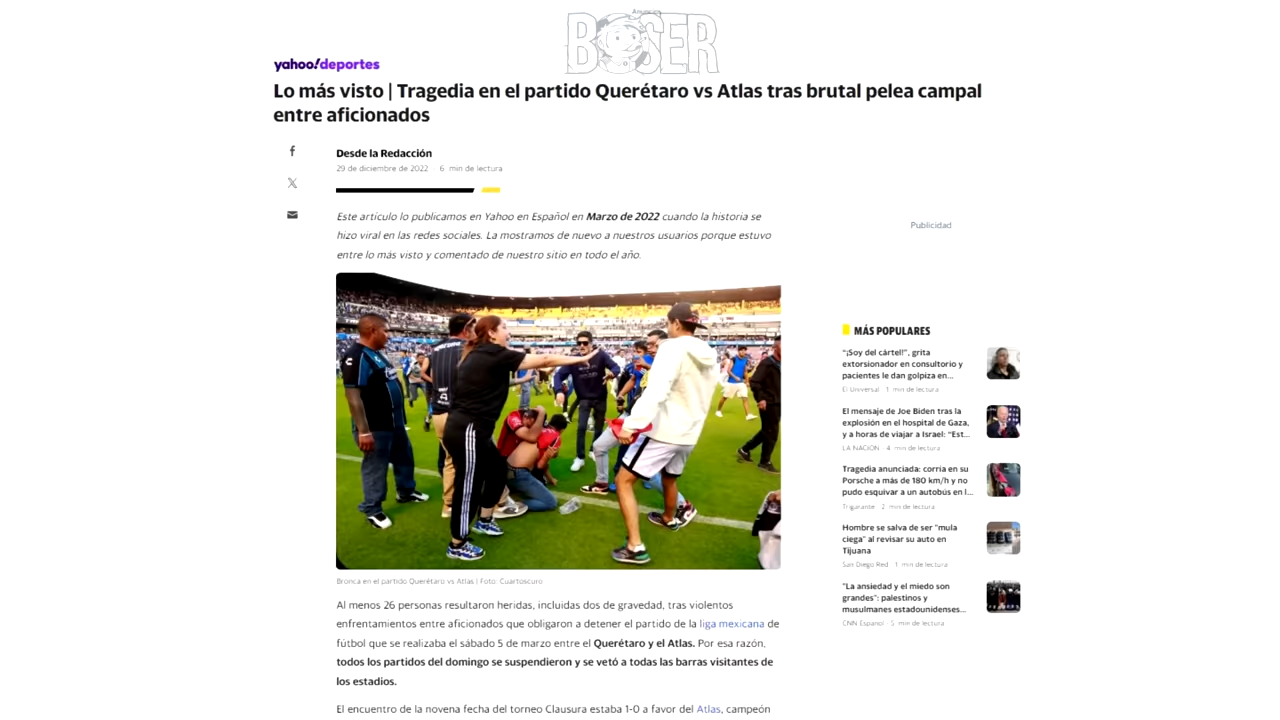 Anuncios
BOSER
yahoo!deportes
Lo más visto | Tragedia en el partido Querétaro vs Atlas tras brutal pelea campal
entre aficionados
Desde la Redacción
29 de diciembre de 2022 · 6 min de lectura
Este artículo lo publicamos en Yahoo en Español en Marzo de 2022 cuando la historia se
hizo viral en las redes sociales. La mostramos de nuevo a nuestros usuarios porque estuvo
entre lo más visto y comentado de nuestro sitio en todo el año.
Bronca en el partido Querétaro vs Atlas | Foto: Cuartoscuro
Al menos 26 personas resultaron heridas, incluidas dos de gravedad, tras violentos
enfrentamientos entre aficionados que obligaron a detener el partido de la liga mexicana de
fútbol que se realizaba el sábado 5 de marzo entre el Querétaro y el Atlas. Por esa razón,
todos los partidos del domingo se suspendieron y se vetó a todas las barras visitantes de
los estadios.
El encuentro de la novena fecha del torneo Clausura estaba 1-0 a favor del Atlas, campeón
Publicidad
MÁS POPULARES
"¡Soy del cártel!", grita
extorsionador en consultorio y
pacientes le dan golpiza en...
El Universal · 1 min de lectura
El mensaje de Joe Biden tras la
explosión en el hospital de Gaza,
y a horas de viajar a Israel: "Est...
LA NACION · 4 min de lectura
Tragedia anunciada: corría en su
Porsche a más de 180 km/h y no
pudo esquivar a un autobús en l...
Trigarante · 2 min de lectura
Hombre se salva de ser "mula
ciega" al revisar su auto en
Tijuana
San Diego Red · 1 min de lectura
"La ansiedad y el miedo son
grandes": palestinos y
musulmanes estadounidenses...
CNN Espanol · 5 min de lectura